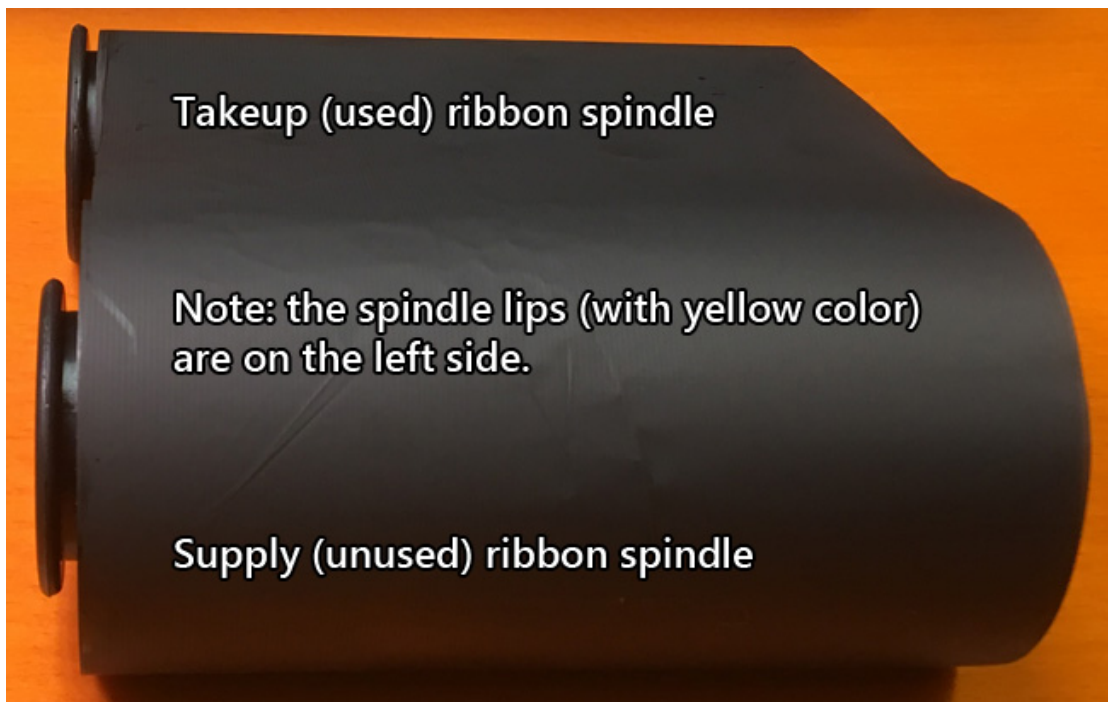 Takeup (used) ribbon spindle
Note: the spindle lips (with yellow color)
are on the left side.
Supply (unused) ribbon spindle